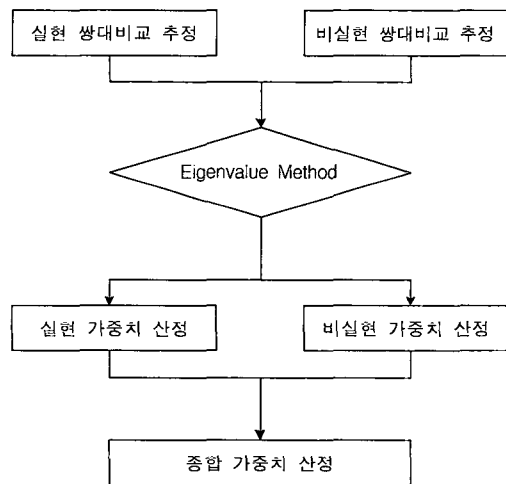 실현 쌍대비교 추정
비실현 쌍대비교 추정
Eigenvalue Method
실현 가중치 산정
비실현 가중치 산정
종합 가중치 산정